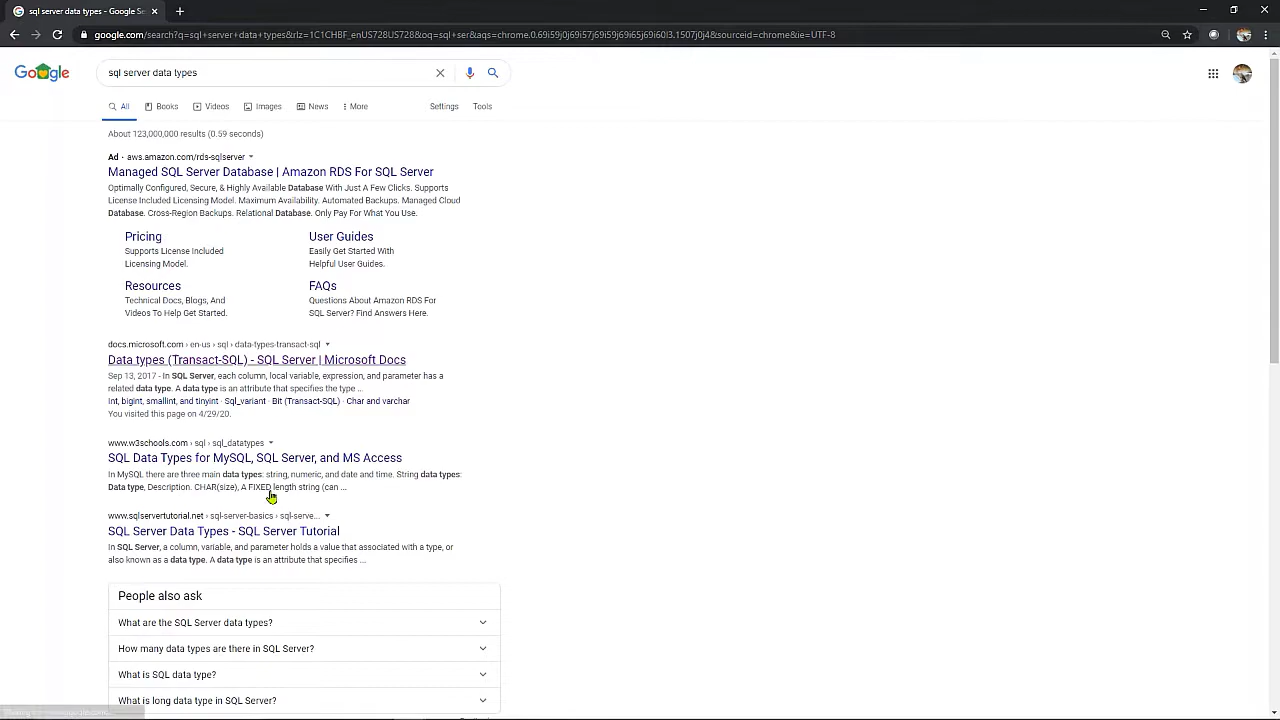 sql server data types - Google Se
google.com/search?q=sql+server+data+types&rlz=1C1CHBF_enUS728US728&oq=sql+ser&aqs=chrome.0.69i59j0j69i57j69i59j69i65j69i60l3.1507j0j4&sourceid=chrome&ie=UTF-8
Google
sql server data types
All Books Videos Images News More Settings Tools
About 123,000,000 results (0.59 seconds)
Ad · aws.amazon.com/rds-sqlserver
Managed SQL Server Database | Amazon RDS For SQL Server
Optimally Configured, Secure, & Highly Available Database With Just A Few Clicks. Supports
License Included Licensing Model. Maximum Availability. Automated Backups. Managed Cloud
Database. Cross-Region Backups. Relational Database. Only Pay For What You Use.
Pricing
Supports License Included
Licensing Model.
User Guides
Easily Get Started With
Helpful User Guides.
Resources
Technical Docs, Blogs, And
Videos To Help Get Started.
FAQs
Questions About Amazon RDS For
SQL Server? Find Answers Here.
docs.microsoft.com › en-us › sql › data-types-transact-sql
Data types (Transact-SQL) - SQL Server | Microsoft Docs
Sep 13, 2017 - In SQL Server, each column, local variable, expression, and parameter has a
related data type. A data type is an attribute that specifies the type ...
Int, bigint, smallint, and tinyint · Sql_variant · Bit (Transact-SQL) · Char and varchar
You visited this page on 4/29/20.
www.w3schools.com › sql › sql_datatypes
SQL Data Types for MySQL, SQL Server, and MS Access
In MySQL there are three main data types: string, numeric, and date and time. String data types:
Data type, Description. CHAR(size), A FIXED length string (can ...
www.sqlservertutorial.net › sql-server-basics › sql-serve...
SQL Server Data Types - SQL Server Tutorial
In SQL Server, a column, variable, and parameter holds a value that associated with a type, or
also known as a data type. A data type is an attribute that specifies ...
People also ask
What are the SQL Server data types?
How many data types are there in SQL Server?
What is SQL data type?
What is long data type in SQL Server?